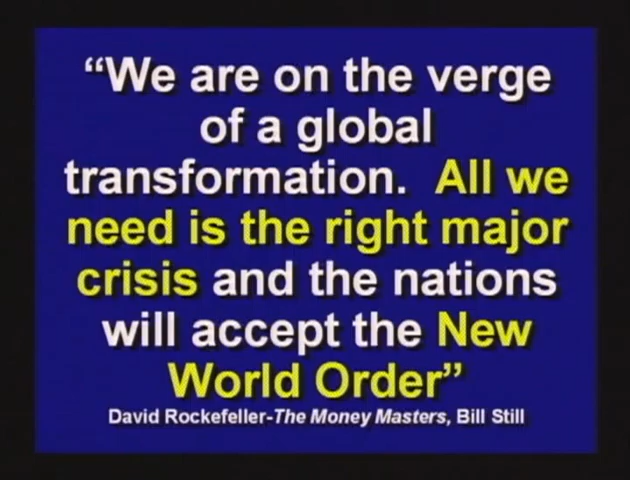 “We are on the verge
of a global
transformation. All we
need is the right major
crisis and the nations
will accept the New
World Order”
David Rockefeller-The Money Masters, Bill Still